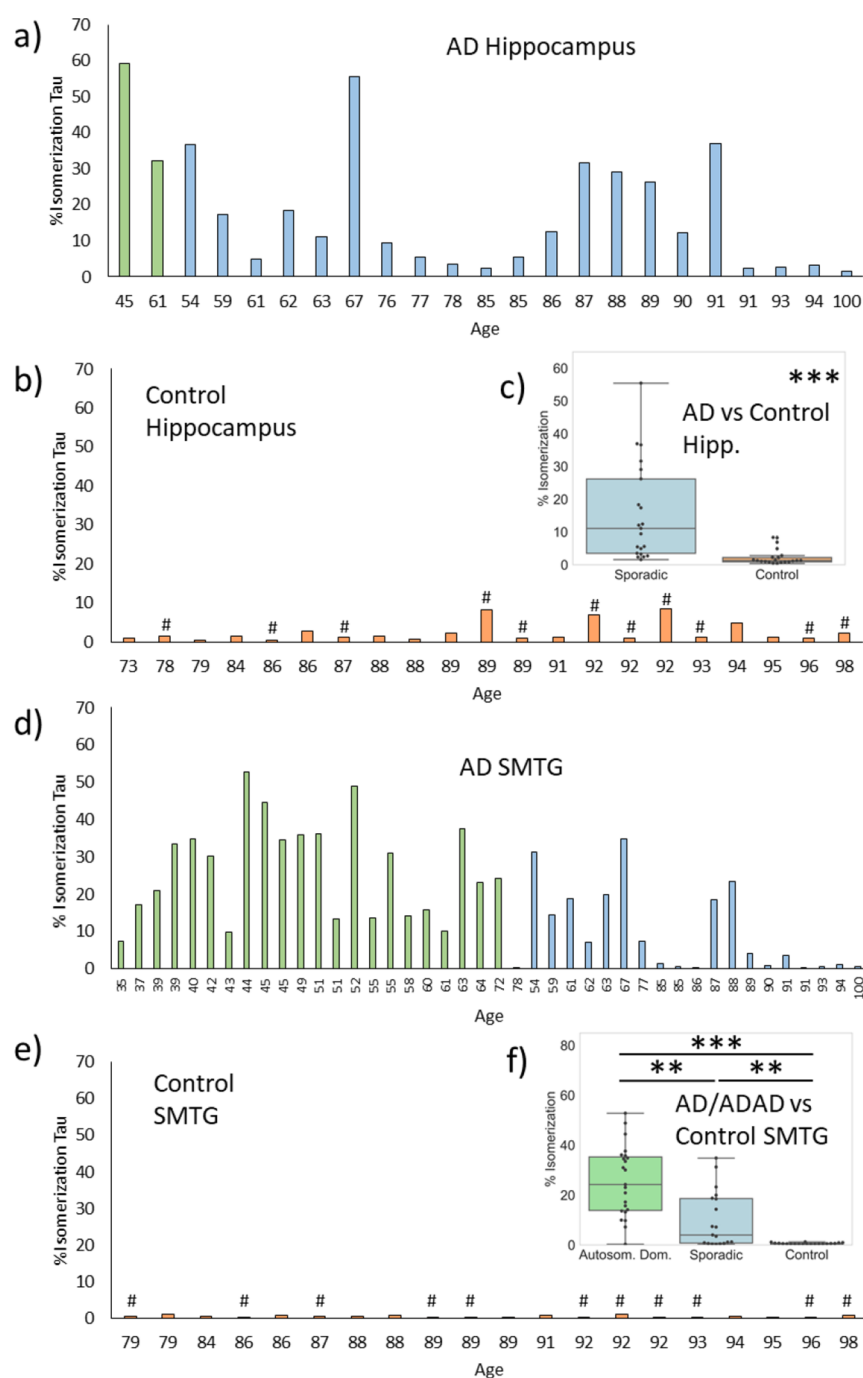 a)
AD Hippocampus
%Isomerization Tau
70
60
50
40
30
20
10
0
45 61 54 59 61 62 63 67 76 77 78 85 85 86 87 88 89 90 91 91 93 94 100
Age
b)
Control
Hippocampus
%Isomerization Tau
70
60
50
40
30
20
10
0
# # # # # # # # # # #
73 78 79 84 86 86 87 88 88 89 89 89 91 92 92 92 93 94 95 96 98
Age
c)
***
AD vs Control
Hipp.
% Isomerization
60
50
40
30
20
10
0
Sporadic Control
d)
AD SMTG
% Isomerization Tau
70
60
50
40
30
20
10
0
35 37 39 39 40 42 43 44 45 45 49 51 51 52 55 55 58 60 61 63 64 72 78 54 59 61 62 63 67 77 85 85 86 87 88 89 90 91 91 93 94 100
Age
e)
Control
SMTG
% Isomerization Tau
70
60
50
40
30
20
10
0
# # # # # # # # # # #
79 79 84 86 86 87 88 88 89 89 89 91 92 92 92 93 94 95 96 98
Age
f)
***
** **
AD/ADAD vs
Control SMTG
% Isomerization
80
60
40
20
0
Autosom. Dom. Sporadic Control